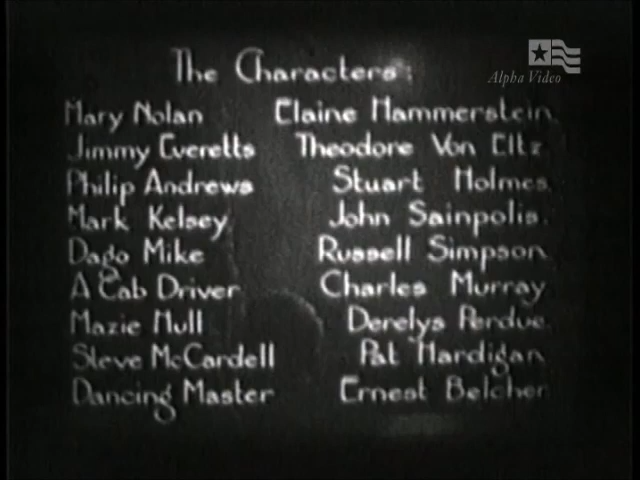 The Characters:
Alpha Video
Mary Nolan Elaine Hammerstein.
Jimmy Everetts Theodore Von Eltz
Philip Andrews Stuart Holmes.
Mark Kelsey John Sainpolis.
Dago Mike Russell Simpson
A Cab Driver Charles Murray
Mazie Hull Derelys Perdue.
Steve McCardell Pat Hardigan
Dancing Master Ernest Belcher